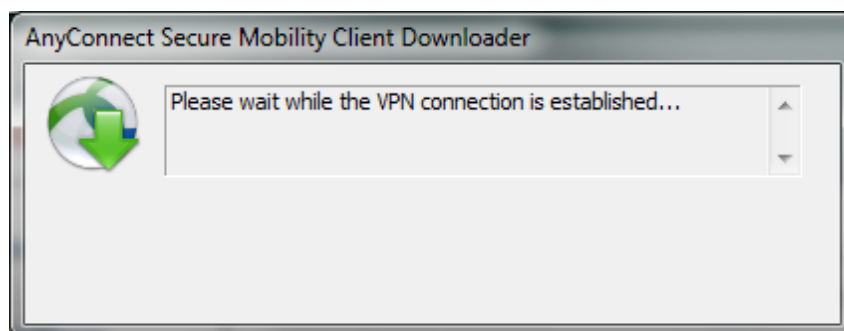 AnyConnect Secure Mobility Client Downloader
Please wait while the VPN connection is established...